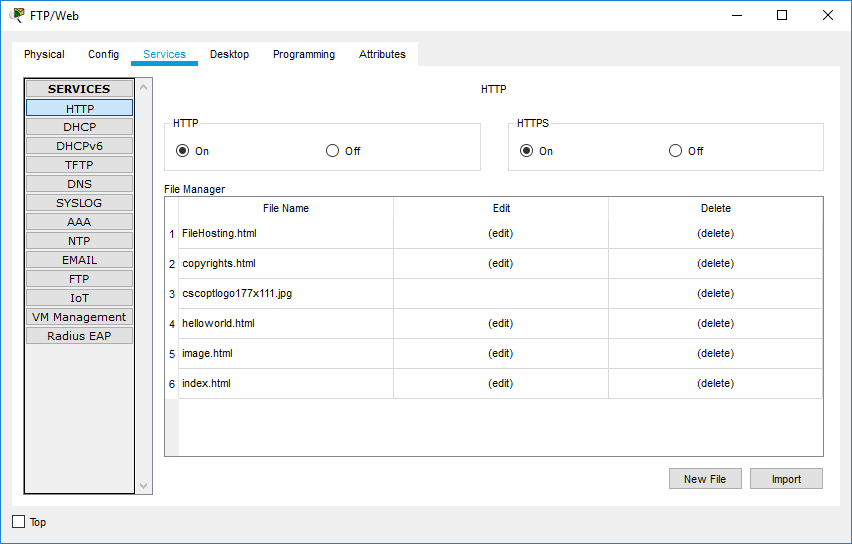 FTP/Web
Physical Config Services Desktop Programming Attributes
SERVICES
HTTP
DHCP
DHCPv6
TFTP
DNS
SYSLOG
AAA
NTP
EMAIL
FTP
IoT
VM Management
Radius EAP
HTTP
HTTP
On Off
HTTPS
On Off
File Manager
File Name Edit Delete
1 FileHosting.html (edit) (delete)
2 copyrights.html (edit) (delete)
3 cscoptlogo177x111.jpg (delete)
4 helloworld.html (edit) (delete)
5 image.html (edit) (delete)
6 index.html (edit) (delete)
New File Import
Top